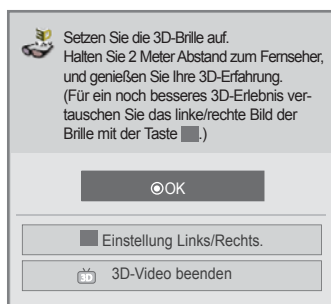 Setzen Sie die 3D-Brille auf.
Halten Sie 2 Meter Abstand zum Fernseher,
und genießen Sie Ihre 3D-Erfahrung.
(Für ein noch besseres 3D-Erlebnis ver-
tauschen Sie das linke/rechte Bild der
Brille mit der Taste .)
OK
Einstellung Links/Rechts.
3D 3D-Video beenden